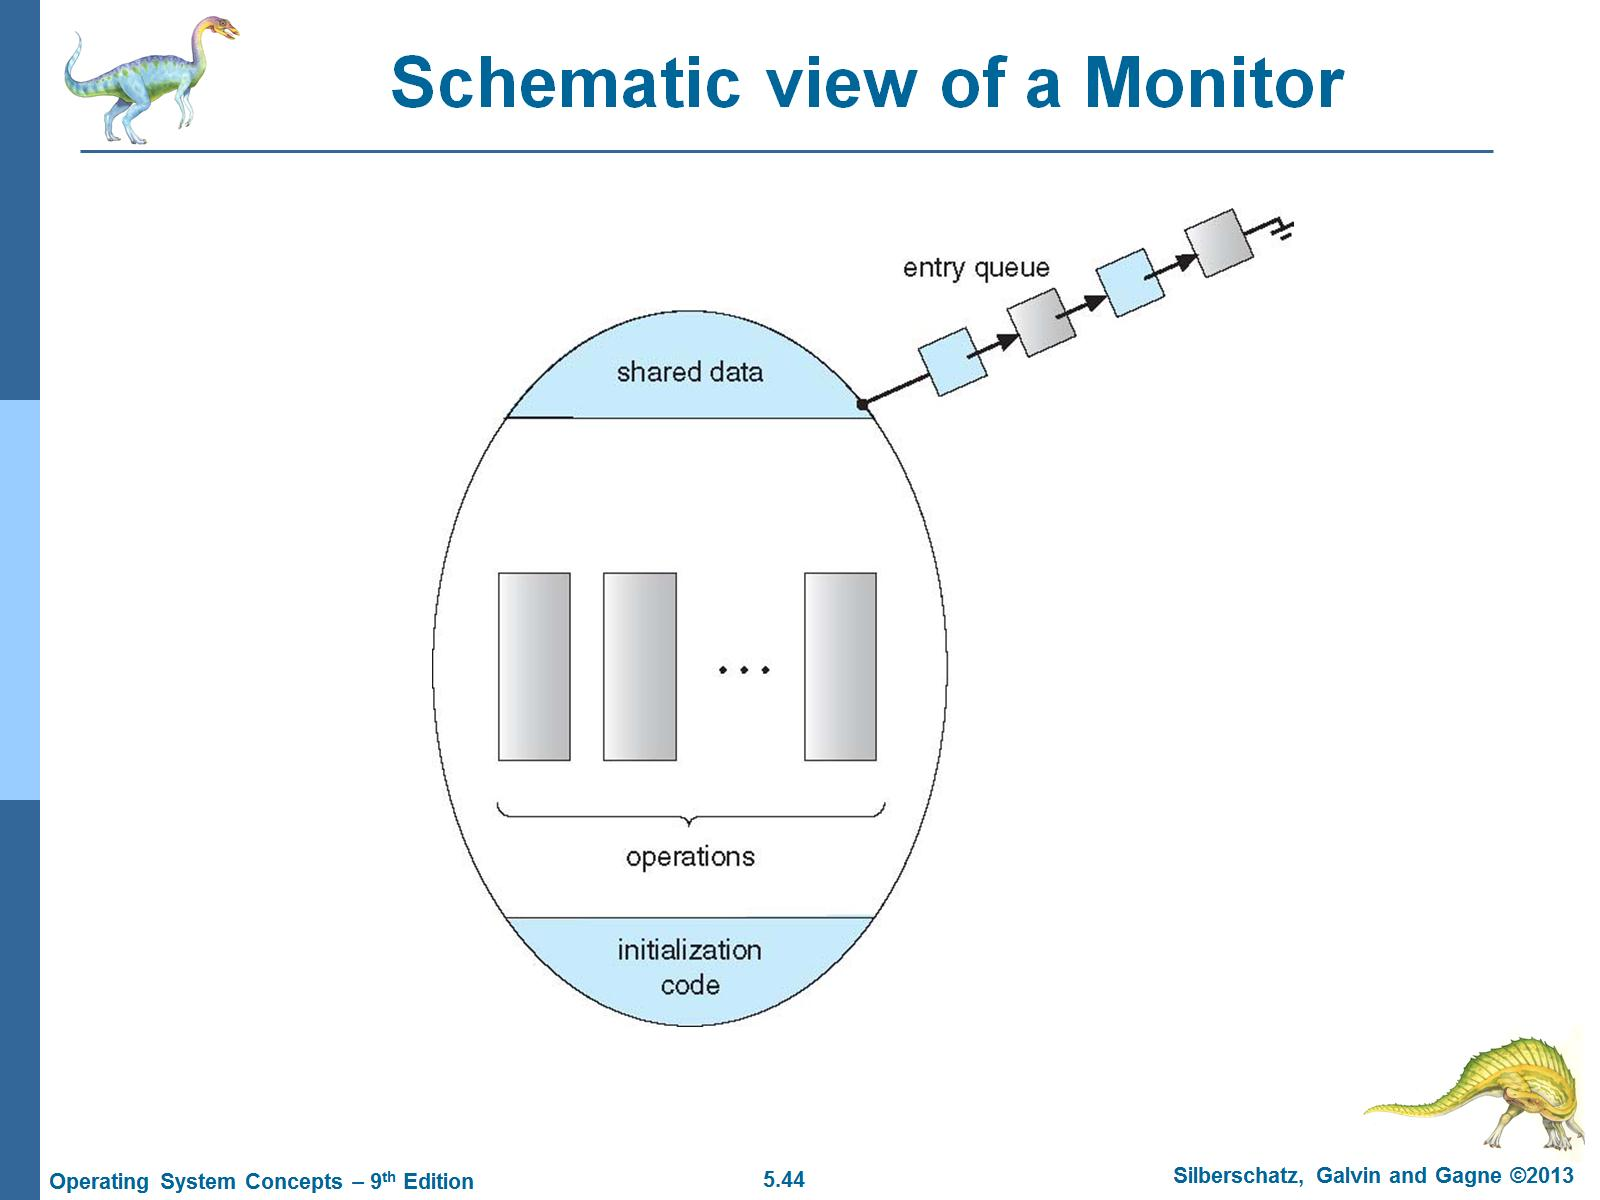 Schematic view of a Monitor
entry queue
shared data
. . .
operations
initialization
code
Operating System Concepts – 9th Edition
5.44
Silberschatz, Galvin and Gagne ©2013